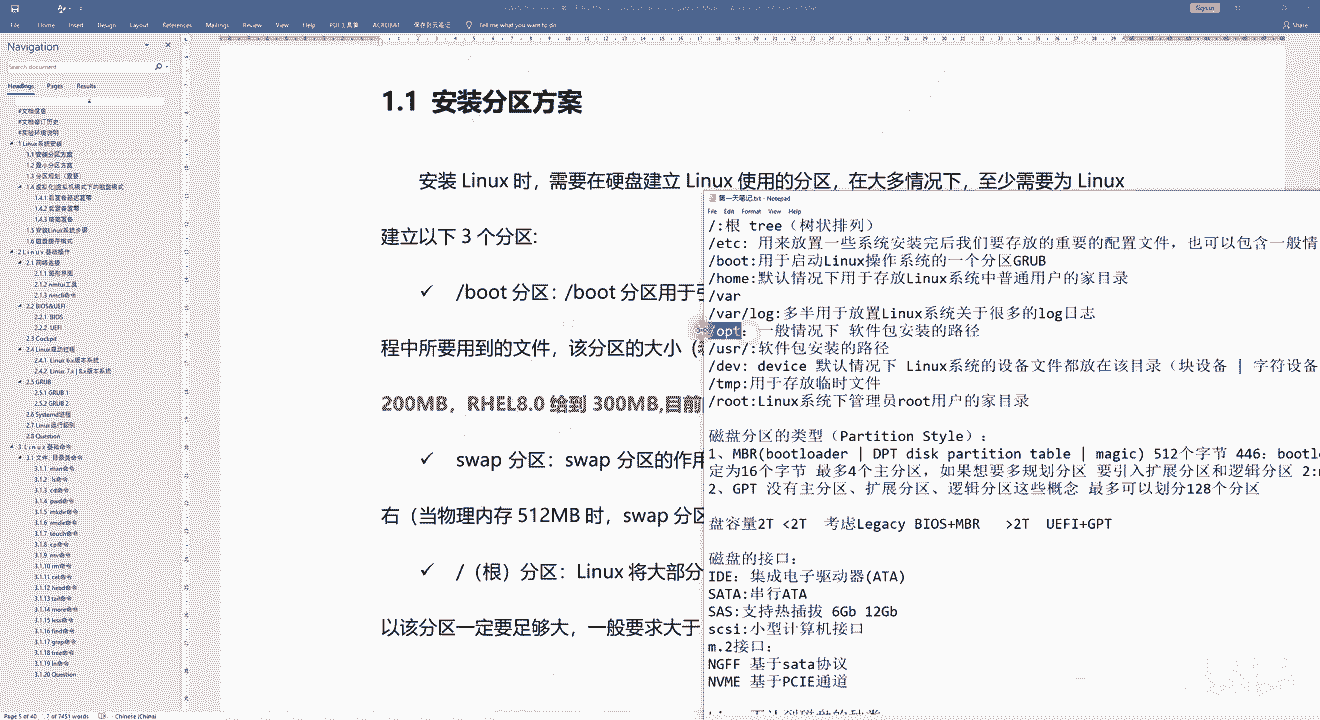 File Home Insert Design Layout References Mailings Review View Help PDF工具集 ACROBAT 保存到云笔记 Tell me what you want to do
Sign in
Share
Navigation
Search document
Headings Pages Results
#文档信息
#文档修订历史
#实验环境说明
1 Linux系统安装
1.1 安装分区方案
1.2 最小分区方案
1.3 分区规划（重要）
1.4.1 厚置备延迟置零
1.4.2 厚置备置零
1.4.3 精简置备
1.5 安装Linux系统步骤
1.6 磁盘缓存模式
2 Linux基础操作
2.1 网络连接
2.1.1 图形界面
2.1.2 nmtui工具
2.1.3 nmcli命令
2.2 BIOS&UEFI
2.2.1 BIOS
2.2.2 UEFI
2.3 Cockpit
2.4 Linux启动过程
2.4.1 Linux 6.x版本系统
2.4.2 Linux 7.x | 8.x版本系统
2.5 GRUB
2.5.1 GRUB 1
2.5.2 GRUB 2
2.6 Systemd进程
2.7 Linux运行级别
2.8 Question
3 Linux基础命令
3.1 文件、目录类命令
3.1.1 man命令
3.1.2 ls命令
3.1.3 cd命令
3.1.4 pwd命令
3.1.5 mkdir命令
3.1.6 rmdir命令
3.1.7 touch命令
3.1.8 cp命令
3.1.9 mv命令
3.1.10 rm命令
3.1.11 cat命令
3.1.12 head命令
3.1.13 tail命令
3.1.14 more命令
3.1.15 less命令
3.1.16 find命令
3.1.17 grep命令
3.1.18 tree命令
3.1.19 ln命令
3.1.20 Question
1.1 安装分区方案
安装 Linux 时，需要在硬盘建立 Linux 使用的分区，在大多情况下，至少需要为 Linux
建立以下 3 个分区:
✓ /boot 分区：/boot 分区用于
程中所要用到的文件，该分区的大小（
200MB，RHEL8.0 给到 300MB,目前
✓ swap 分区：swap 分区的作用
右（当物理内存 512MB 时，swap 分区
✓ /（根）分区：Linux 将大部分
以该分区一定要足够大，一般要求大于
第一天笔记.txt - Notepad
File Edit Format View Help
/:根 tree（树状排列）
/etc: 用来放置一些系统安装完后我们要存放的重要的配置文件，也可以包含一般情
/boot:用于启动Linux操作系统的一个分区GRUB
/home:默认情况下用于存放Linux系统中普通用户的家目录
/var
/var/log:多半用于放置Linux系统关于很多的log日志
/opt: 一般情况下 软件包安装的路径
/usr/:软件包安装的路径
/dev: device 默认情况下 Linux系统的设备文件都放在该目录（块设备 | 字符设备
/tmp:用于存放临时文件
/root:Linux系统下管理员root用户的家目录
磁盘分区的类型（Partition Style）:
1、MBR(bootloader | DPT disk partition table | magic) 512个字节 446：bootl
定为16个字节 最多4个主分区，如果想要多规划分区 要引入扩展分区和逻辑分区 2:
2、GPT 没有主分区、扩展分区、逻辑分区这些概念 最多可以划分128个分区
盘容量2T <2T 考虑Legacy BIOS+MBR >2T UEFI+GPT
磁盘的接口:
IDE: 集成电子驱动器(ATA)
SATA:串行ATA
SAS:支持热插拔 6Gb 12Gb
scsi:小型计算机接口
m.2接口:
NGFF 基于sata协议
NVME 基于PCIE通道
Page 5 of 40 7 of 7451 words Chinese (China)